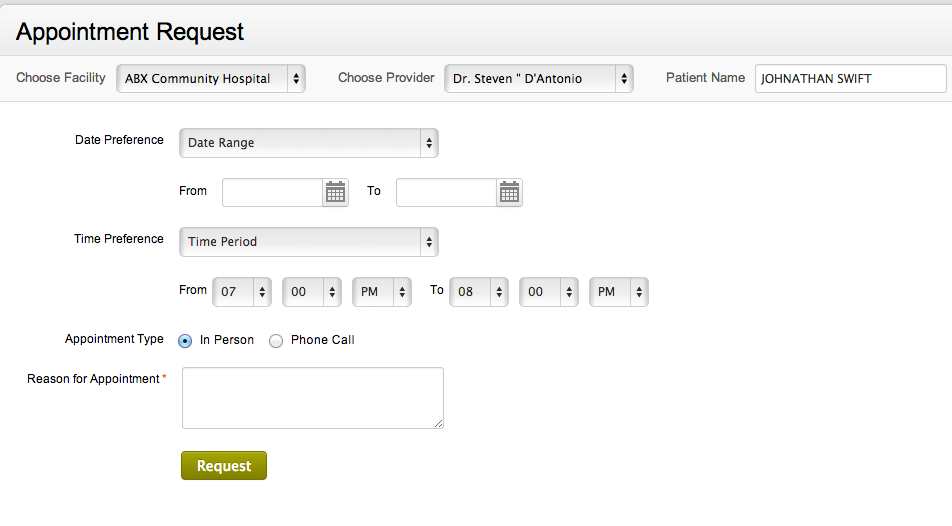 Appointment Request
Choose Facility ABX Community Hospital Choose Provider Dr. Steven " D'Antonio Patient Name JOHNATHAN SWIFT
Date Preference Date Range
From To
Time Preference Time Period
From 07 00 PM To 08 00 PM
Appointment Type In Person Phone Call
Reason for Appointment *
Request